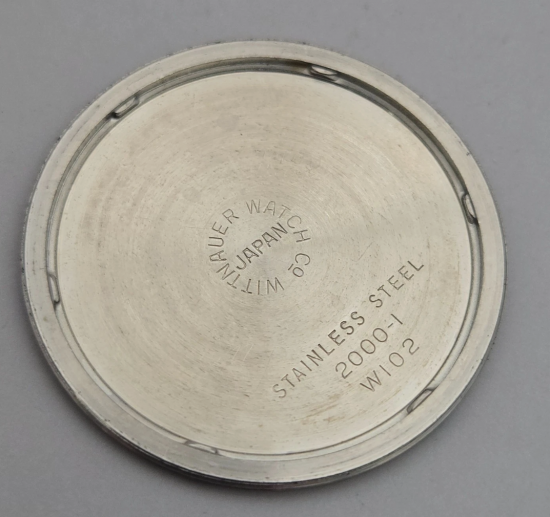 WITTNAUER WATCH Co
JAPAN
STAINLESS STEEL
2000-1
W102